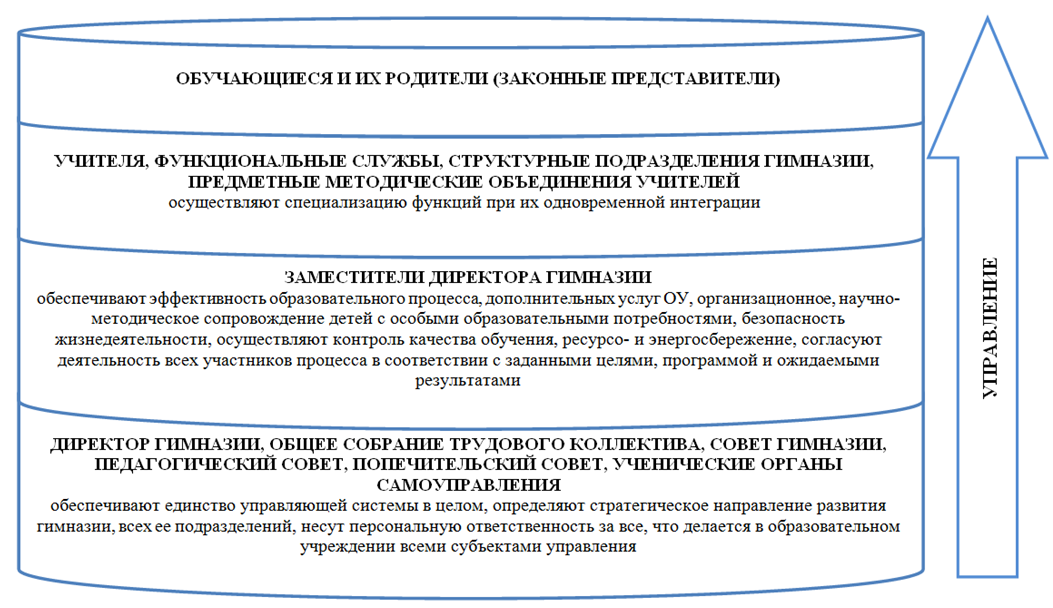 ОБУЧАЮЩИЕСЯ И ИХ РОДИТЕЛИ (ЗАКОННЫЕ ПРЕДСТАВИТЕЛИ)
УЧИТЕЛЯ, ФУНКЦИОНАЛЬНЫЕ СЛУЖБЫ, СТРУКТУРНЫЕ ПОДРАЗДЕЛЕНИЯ ГИМНАЗИИ,
ПРЕДМЕТНЫЕ МЕТОДИЧЕСКИЕ ОБЪЕДИНЕНИЯ УЧИТЕЛЕЙ
осуществляют специализацию функций при их одновременной интеграции
ЗАМЕСТИТЕЛИ ДИРЕКТОРА ГИМНАЗИИ
обеспечивают эффективность образовательного процесса, дополнительных услуг ОУ, организационное, научно-
методическое сопровождение детей с особыми образовательными потребностями, безопасность
жизнедеятельности, осуществляют контроль качества обучения, ресурсо- и энергосбережение, согласуют
деятельность всех участников процесса в соответствии с заданными целями, программой и ожидаемыми
результатами
ДИРЕКТОР ГИМНАЗИИ, ОБЩЕЕ СОБРАНИЕ ТРУДОВОГО КОЛЛЕКТИВА, СОВЕТ ГИМНАЗИИ,
ПЕДАГОГИЧЕСКИЙ СОВЕТ, ПОПЕЧИТЕЛЬСКИЙ СОВЕТ, УЧЕНИЧЕСКИЕ ОРГАНЫ
САМОУПРАВЛЕНИЯ
обеспечивают единство управляющей системы в целом, определяют стратегическое направление развития
гимназии, всех ее подразделений, несут персональную ответственность за все, что делается в образовательном
учреждении всеми субъектами управления
УПРАВЛЕНИЕ